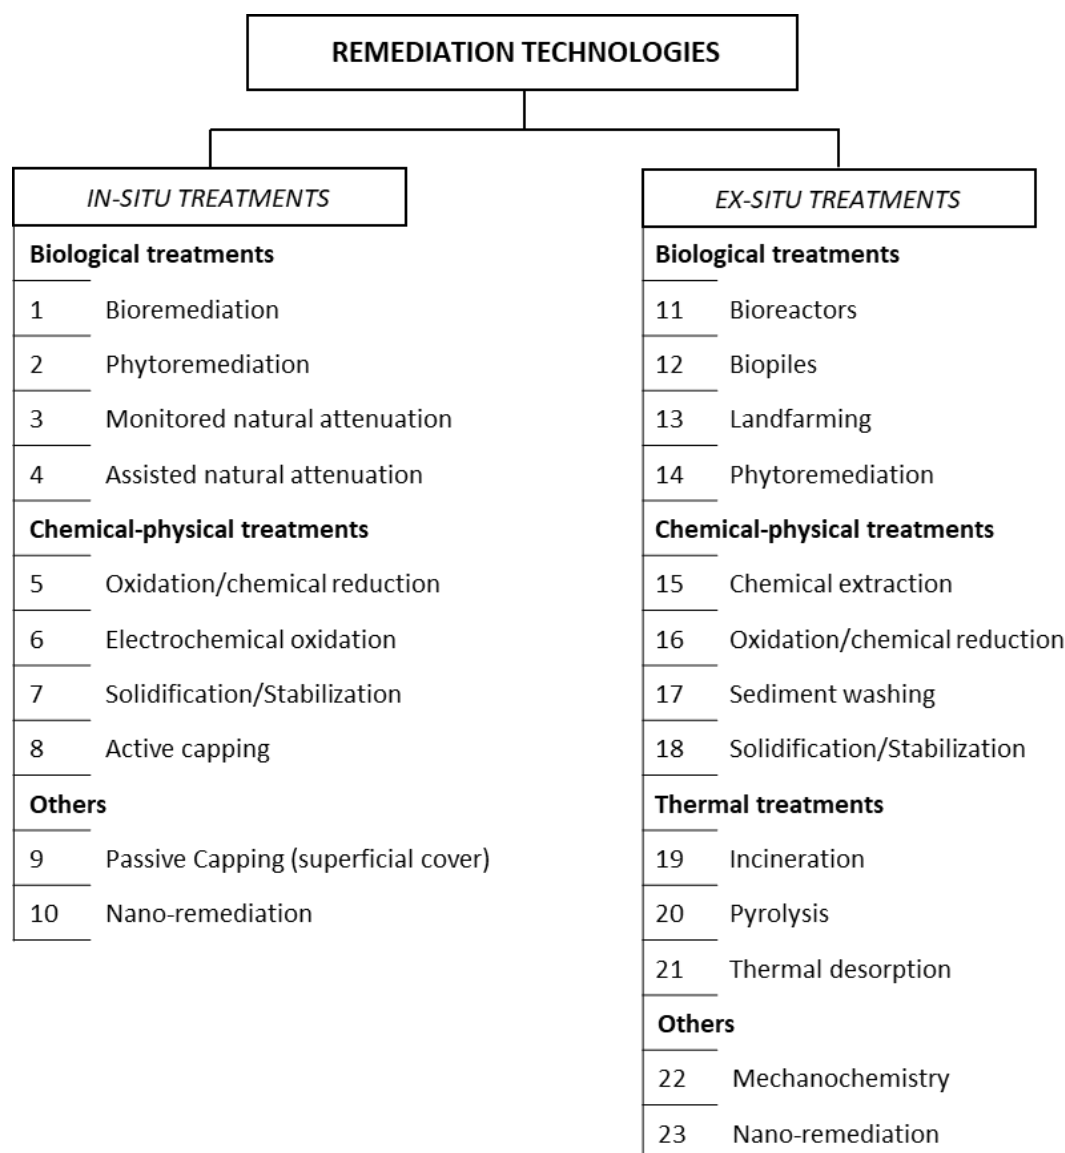 REMEDIATION TECHNOLOGIES
IN-SITU TREATMENTS
Biological treatments
1 Bioremediation
2 Phytoremediation
3 Monitored natural attenuation
4 Assisted natural attenuation
Chemical-physical treatments
5 Oxidation/chemical reduction
6 Electrochemical oxidation
7 Solidification/Stabilization
8 Active capping
Others
9 Passive Capping (superficial cover)
10 Nano-remediation
EX-SITU TREATMENTS
Biological treatments
11 Bioreactors
12 Biopiles
13 Landfarming
14 Phytoremediation
Chemical-physical treatments
15 Chemical extraction
16 Oxidation/chemical reduction
17 Sediment washing
18 Solidification/Stabilization
Thermal treatments
19 Incineration
20 Pyrolysis
21 Thermal desorption
Others
22 Mechanochemistry
23 Nano-remediation